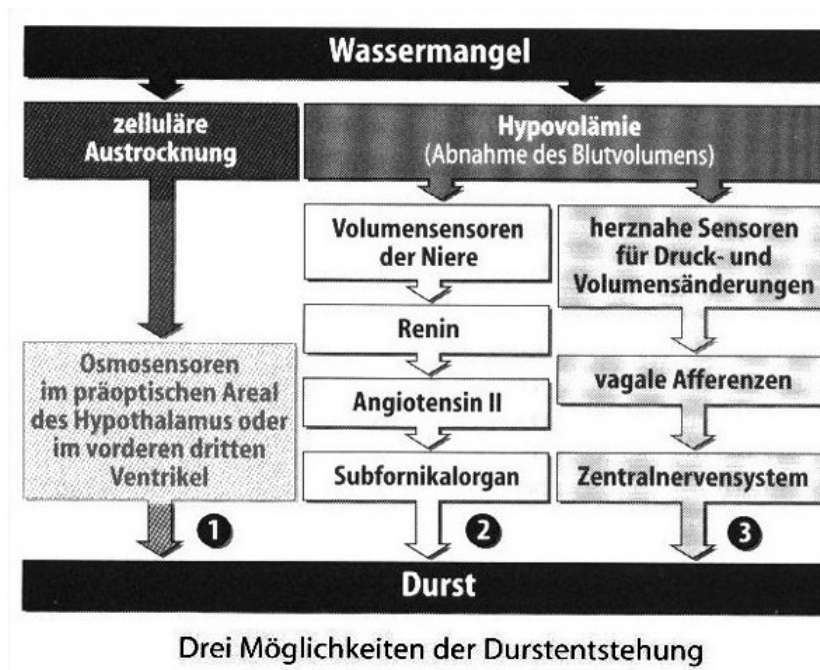 Wassermangel
zelluläre
Austrocknung
Hypovolämie
(Abnahme des Blutvolumens)
Volumensensoren
der Niere
herznahe Sensoren
für Druck- und
Volumensänderungen
Renin
Osmosensoren
im präoptischen Areal
des Hypothalamus oder
im vorderen dritten
Ventrikel
Angiotensin II
vagale Afferenzen
Subfornikalorgan
Zentralnervensystem
1
2
3
Durst
Drei Möglichkeiten der Durstentstehung